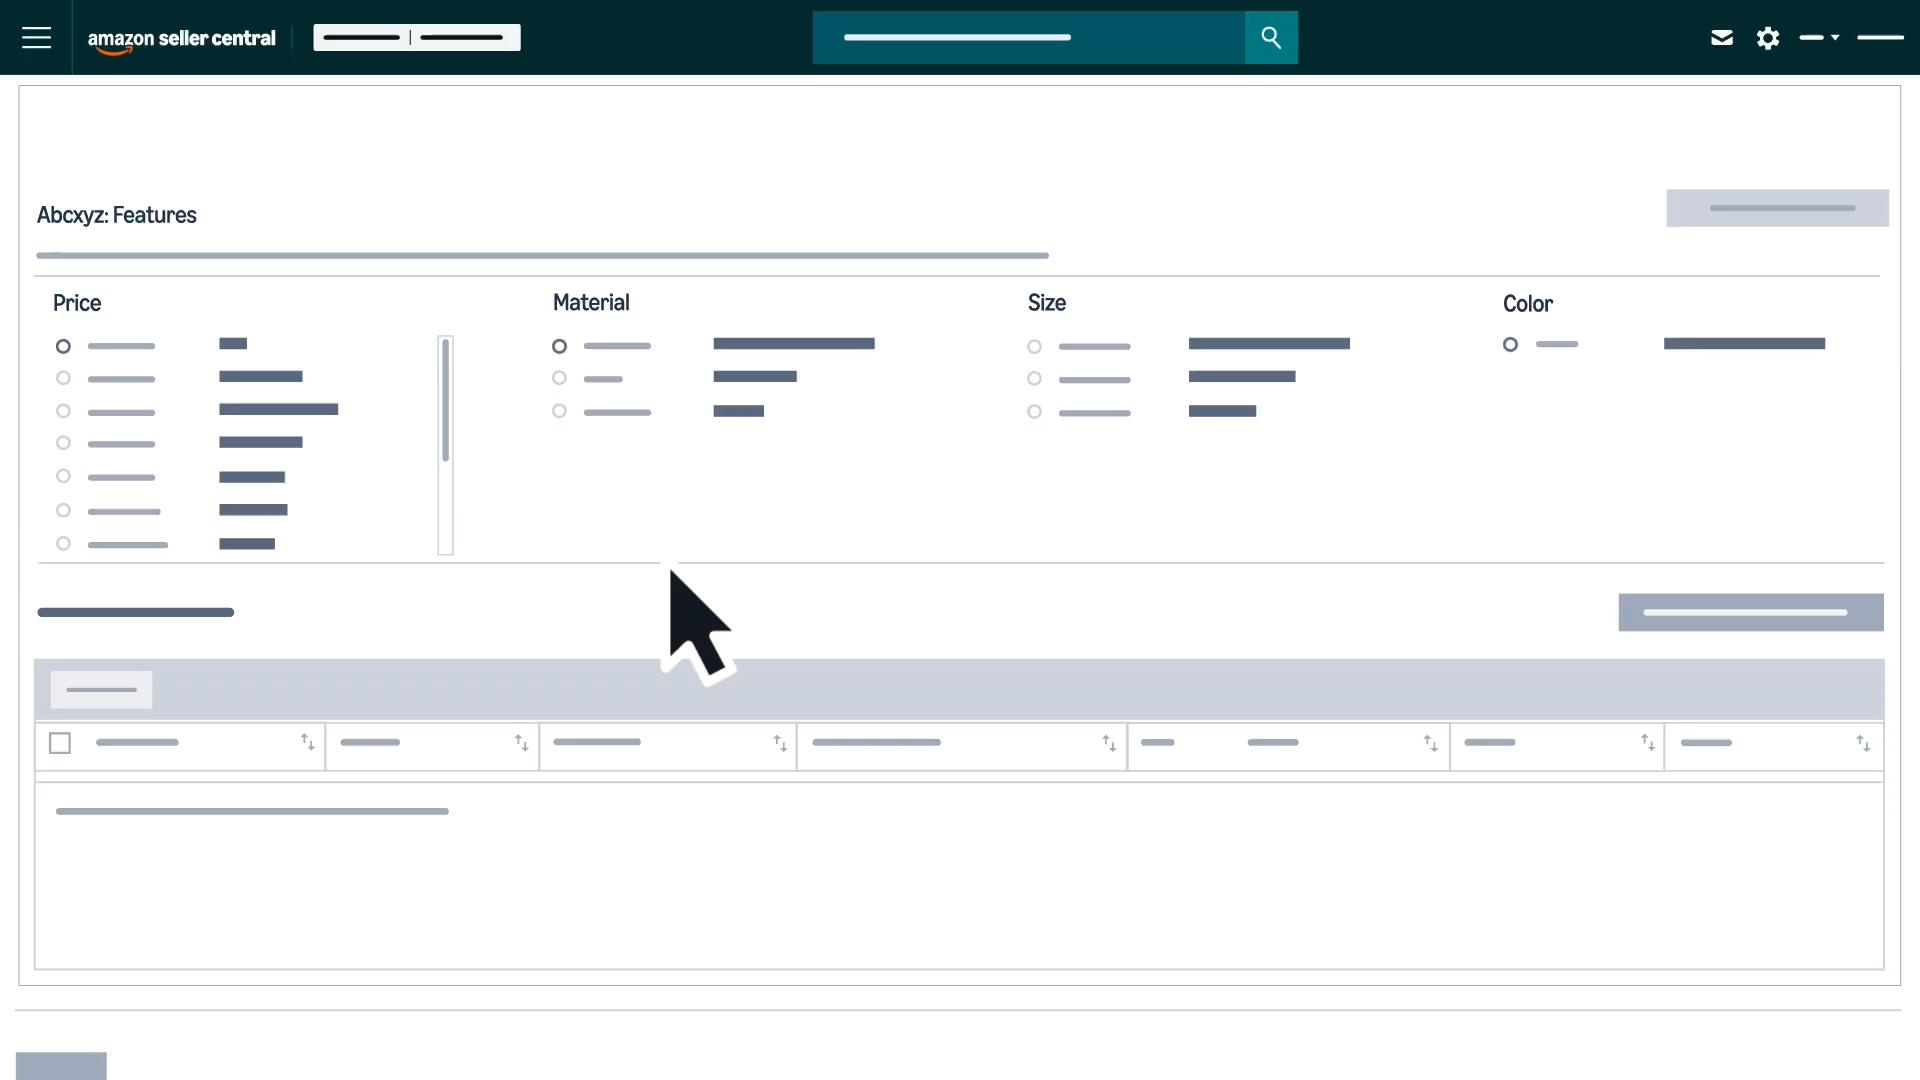 amazon seller central
Abcxyz: Features
Price
Material
Size
Color